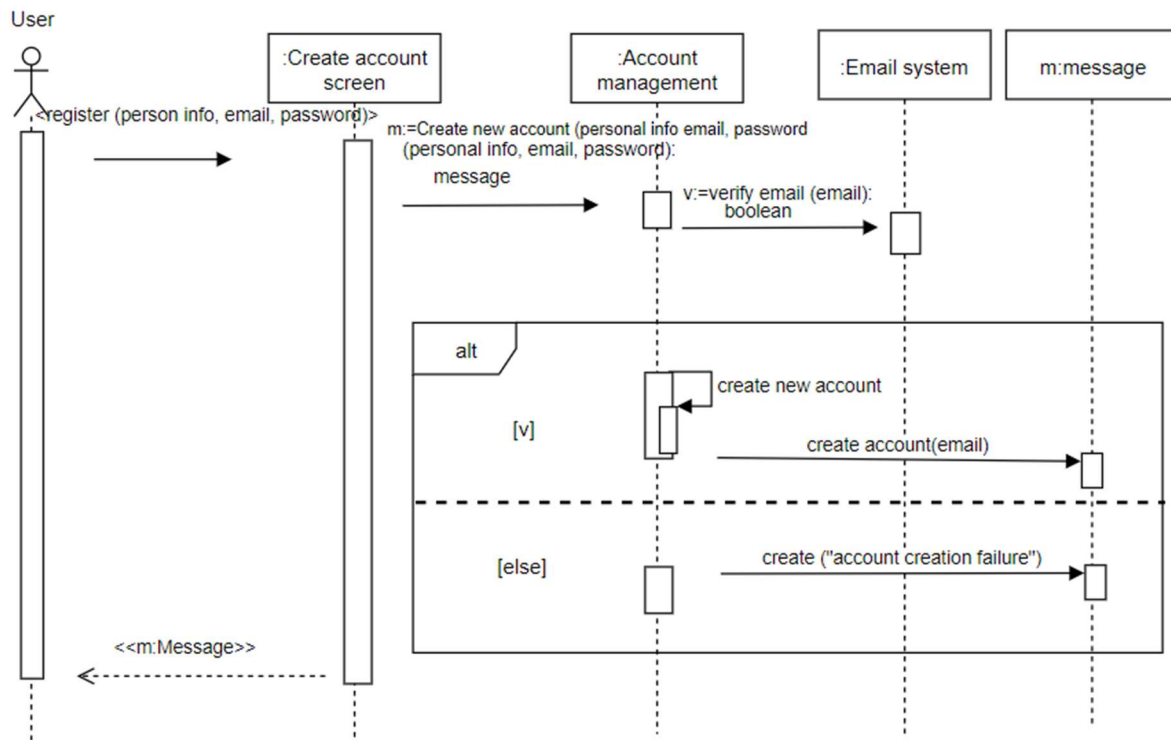 User
:Create account
screen
:Account
management
:Email system
m:message
<register (person info, email, password)>
m:=Create new account (personal info email, password
(personal info, email, password):
message
v:=verify email (email):
boolean
alt
create new account
[v]
create account(email)
[else]
create ("account creation failure")
<<m:Message>>